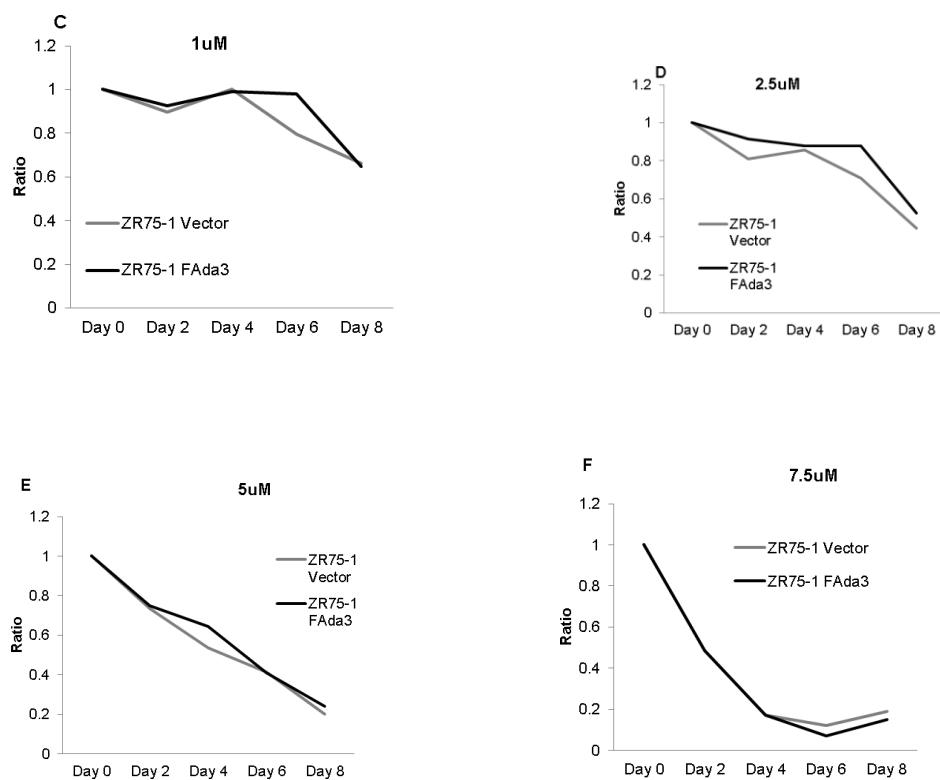 C
1uM
1.2
1
0.8
0.6
0.4
0.2
0
Ratio
ZR75-1 Vector
ZR75-1 FAda3
Day 0 Day 2 Day 4 Day 6 Day 8
D
2.5uM
1.2
1
0.8
0.6
0.4
0.2
0
Ratio
ZR75-1
Vector
ZR75-1
FAda3
Day 0 Day 2 Day 4 Day 6 Day 8
E
5uM
1.2
1
0.8
0.6
0.4
0.2
0
Ratio
ZR75-1
Vector
ZR75-1
FAda3
Day 0 Day 2 Day 4 Day 6 Day 8
F
7.5uM
1.2
1
0.8
0.6
0.4
0.2
0
Ratio
ZR75-1 Vector
ZR75-1 FAda3
Day 0 Day 2 Day 4 Day 6 Day 8